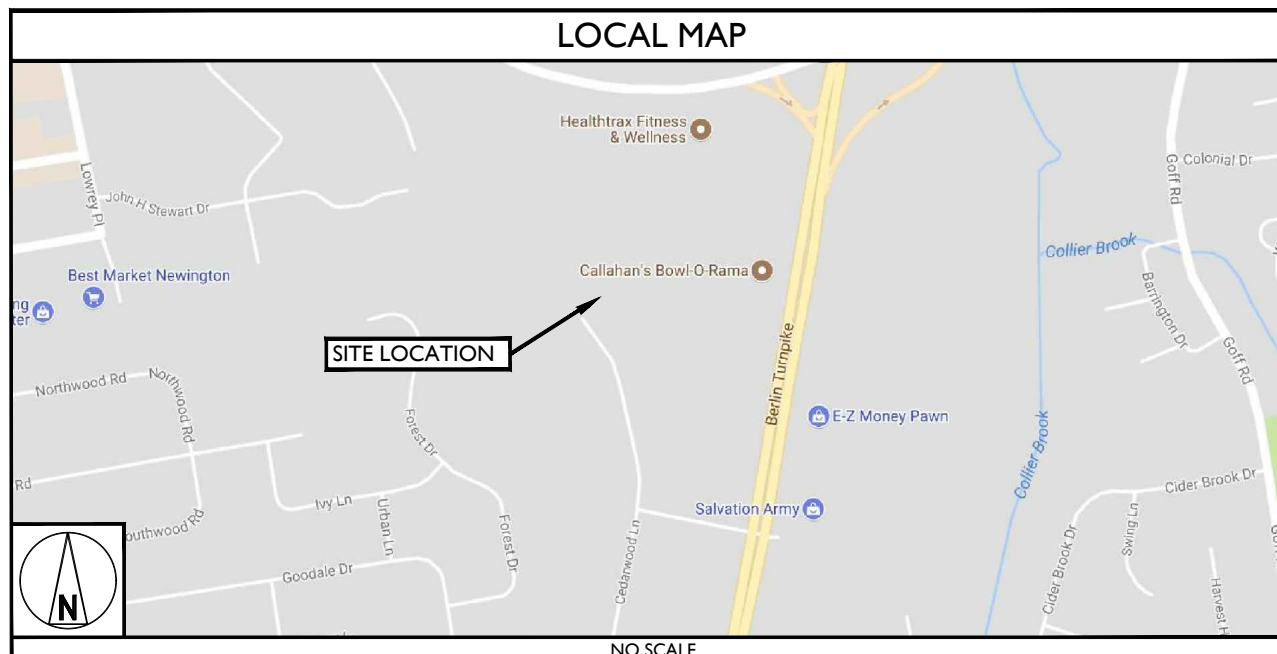 LOCAL MAP
Healthtrax Fitness
& Wellness
Colonial Dr
Goff Rd
Lowrey Pl
John H Stewart Dr
Collier Brook
Callahan's Bowl-O-Rama
Best Market Newington
ng
ter
Barrington Dr
SITE LOCATION
Berlin Turnpike
Goff Rd
Northwood Rd
Northwood Rd
Forest Dr
E-Z Money Pawn
Collier Brook
Rd
Cider Brook Dr
Ivy Ln
Salvation Army
outhwood Rd
Urban Ln
Forest Dr
Cedarwood Ln
Swing Ln
Goodale Dr
Cider Brook Dr
Harvest H
N
NO SCALE